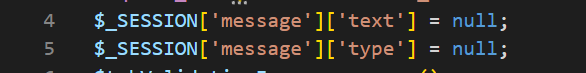 4 $_SESSION['message']['text'] = null;
5 $_SESSION['message']['type'] = null;